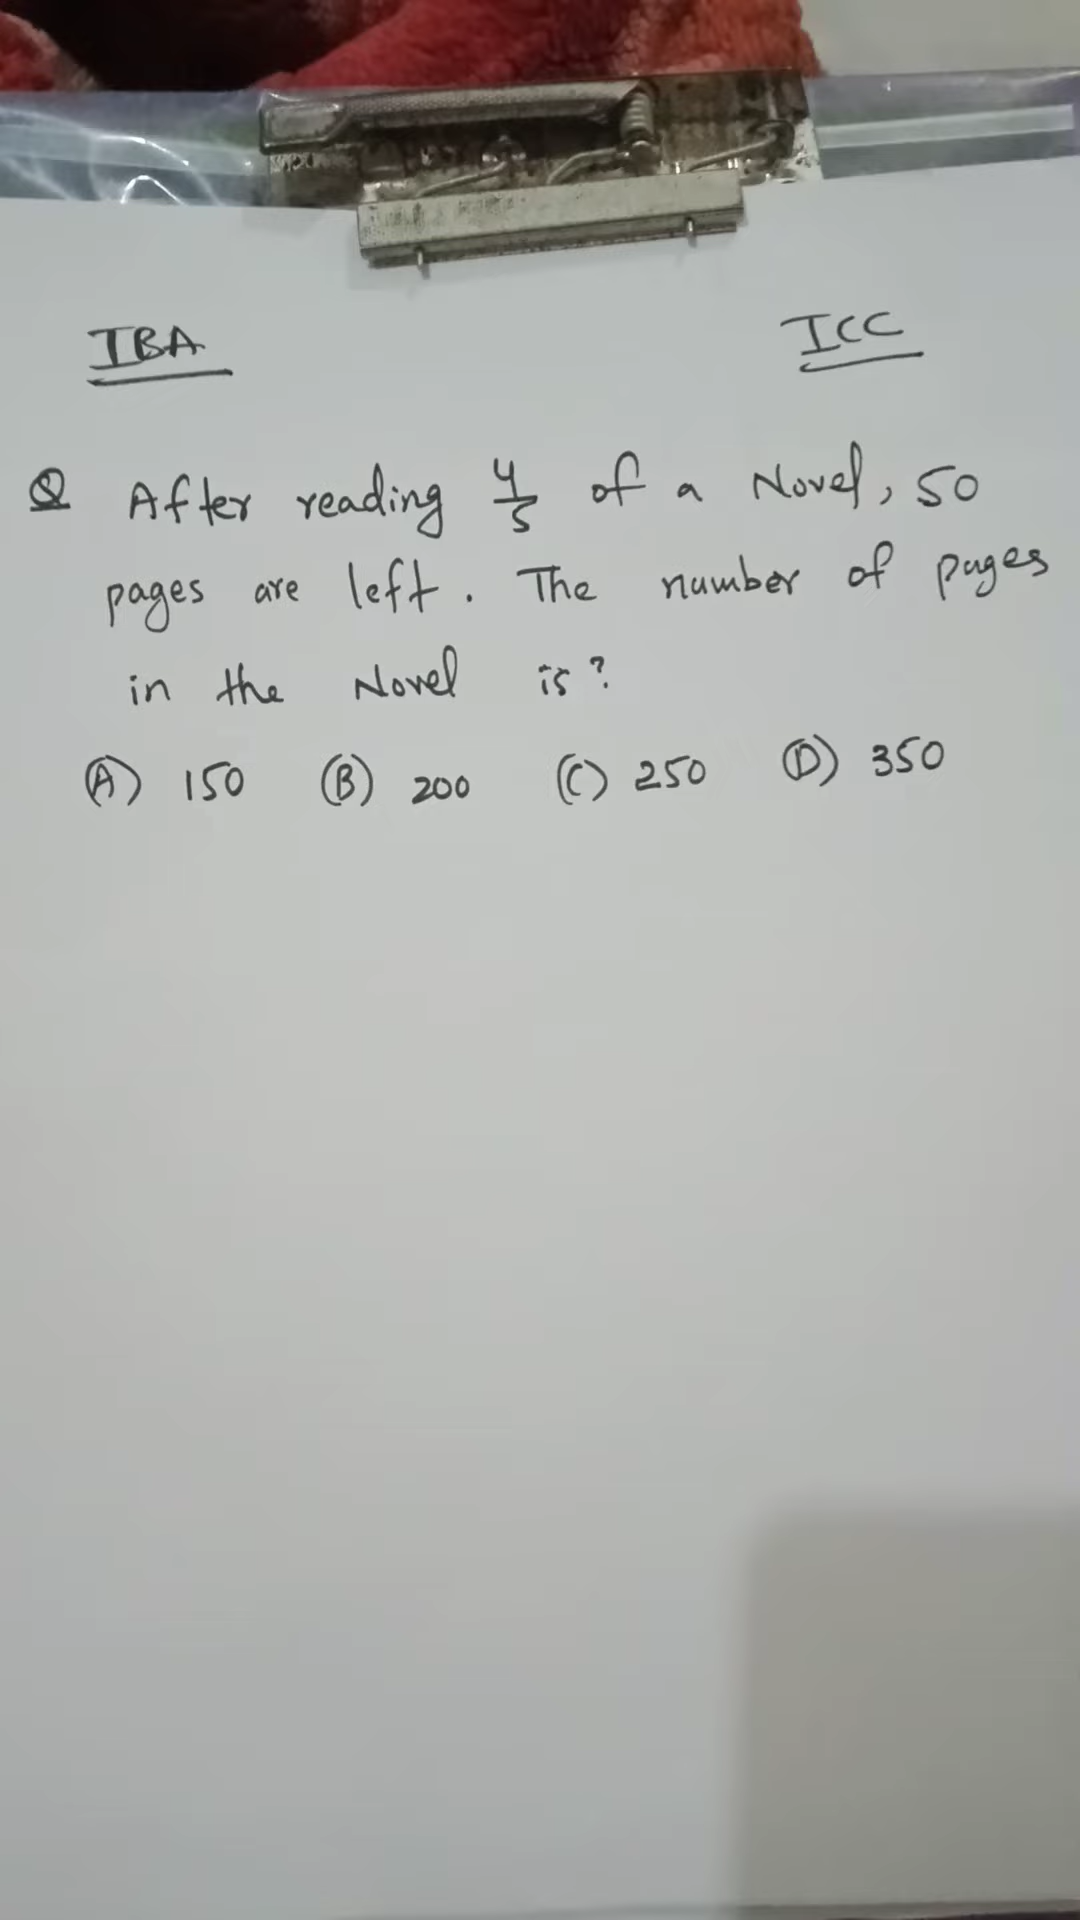 IBA ICC
Q After reading 4/5 of a Novel, 50
pages are left. The number of pages
in the Novel is?
(A) 150 (B) 200 (C) 250 (D) 350